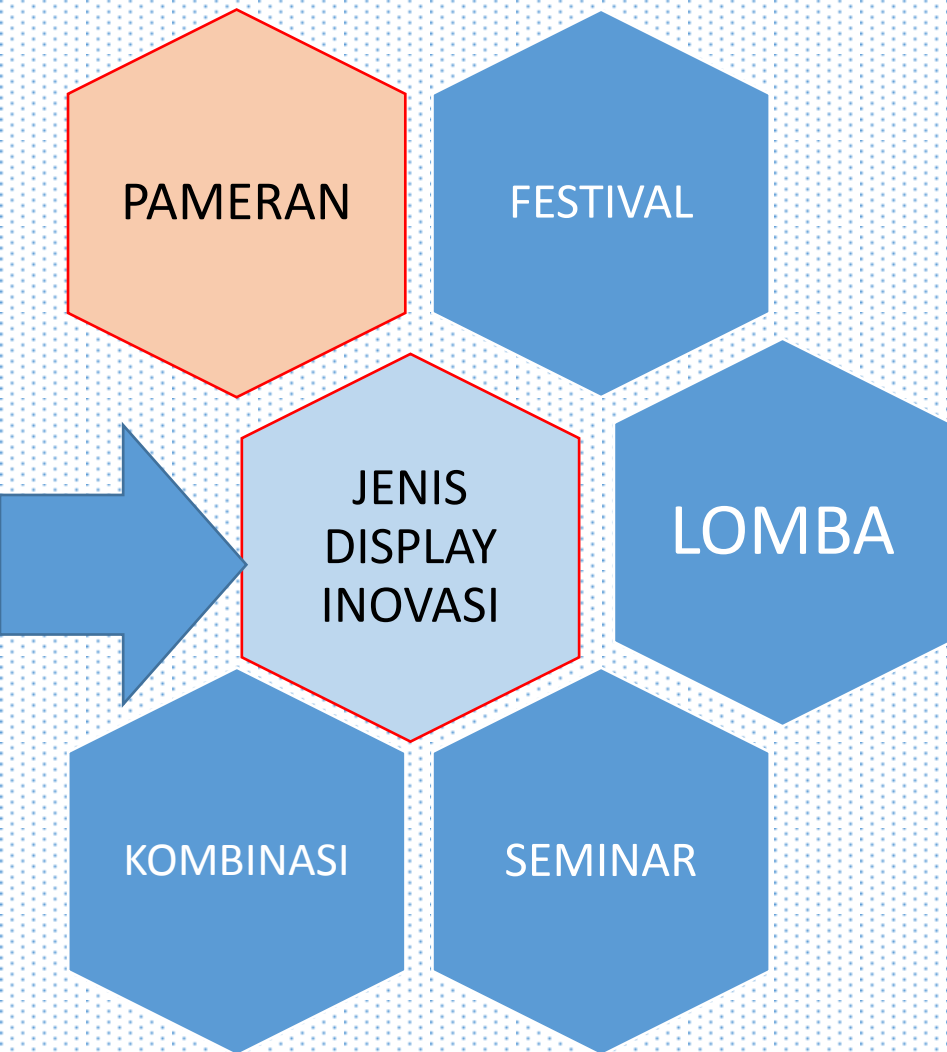 PAMERAN
FESTIVAL
JENIS
DISPLAY
INOVASI
LOMBA
KOMBINASI
SEMINAR